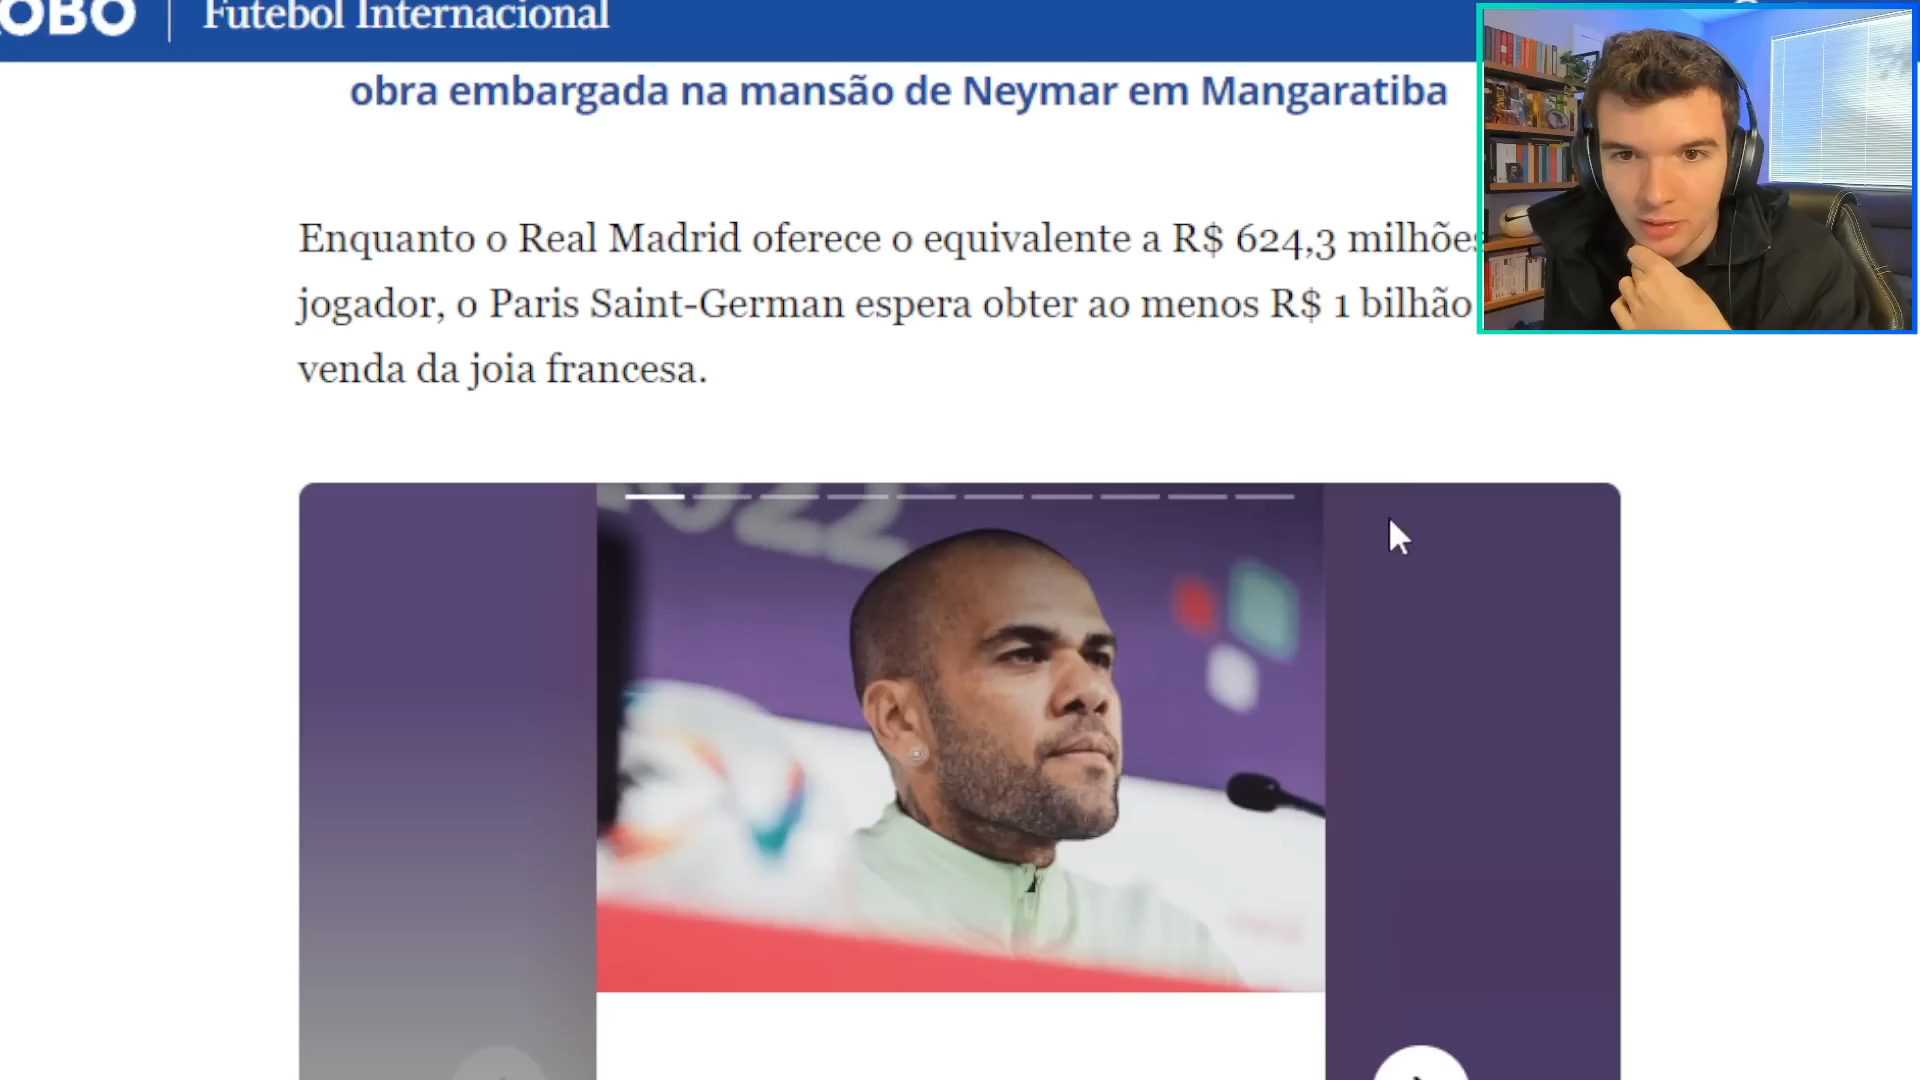 OBO | Futebol Internacional
obra embargada na mansão de Neymar em Mangaratiba
Enquanto o Real Madrid oferece o equivalente a R$ 624,3 milhões
jogador, o Paris Saint-German espera obter ao menos R$ 1 bilhão
venda da joia francesa.
2022